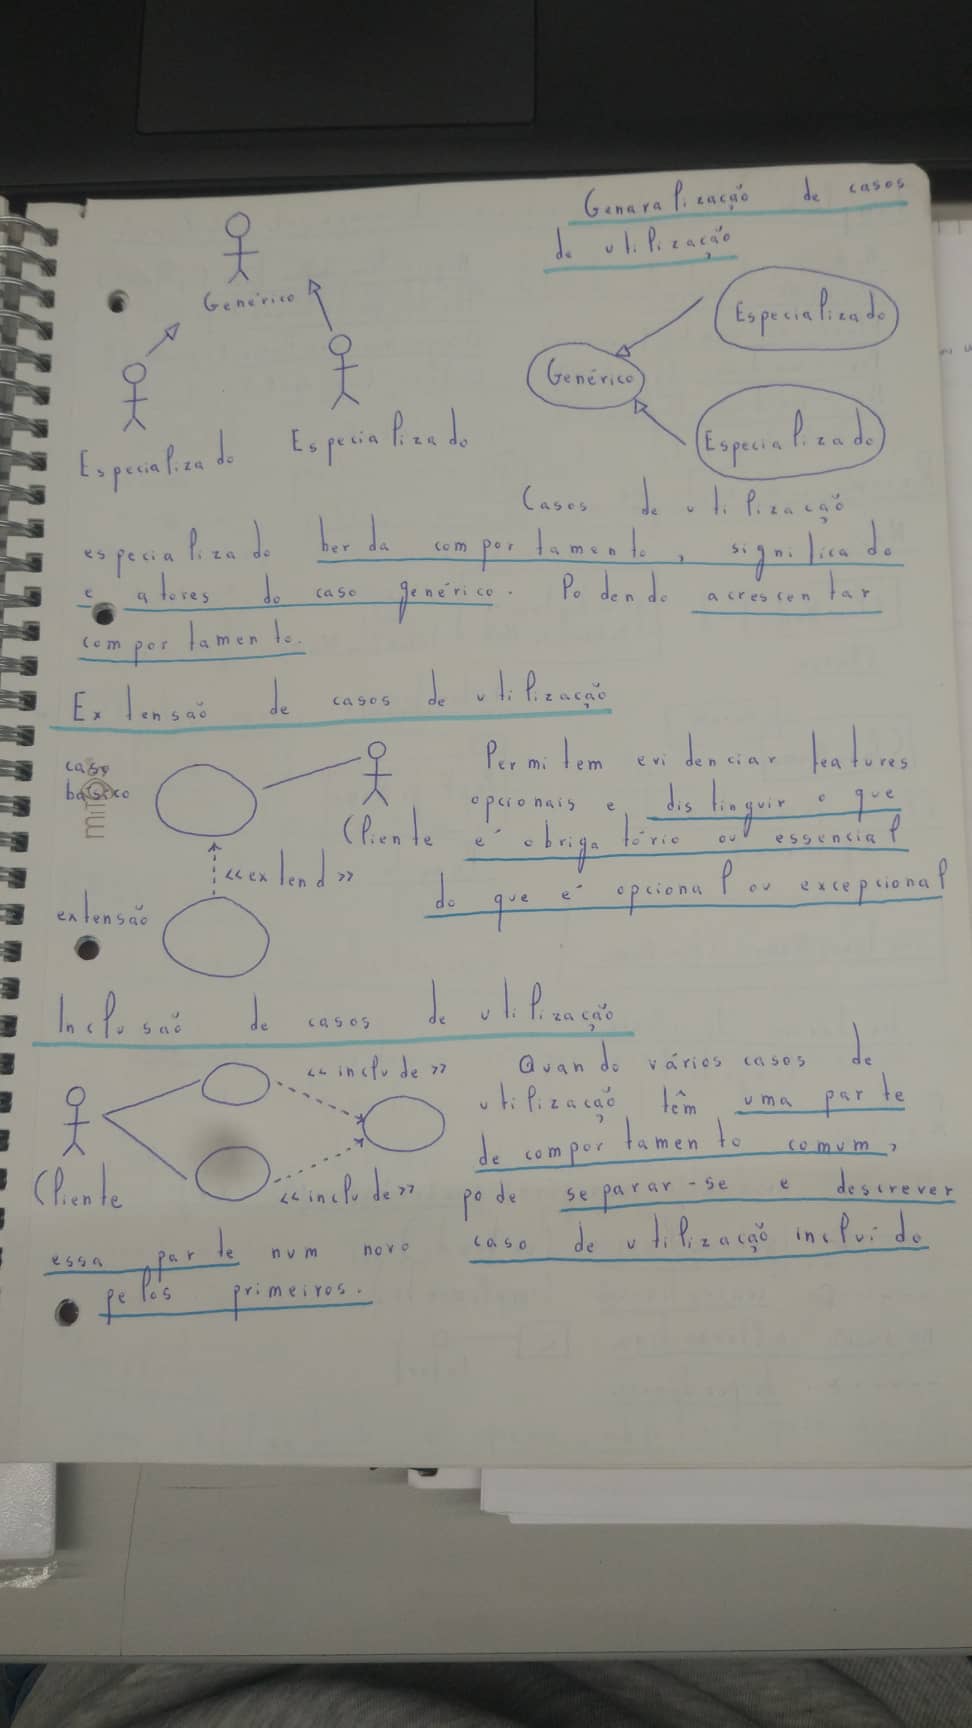 Genaralização de casos
de utilização
Genérico
Especializado
Especializado
Especializado
Genérico
Especializado
Casos de utilização
especializado herda comportamento, significado
e atores do caso genérico. Podendo acrescentar
comportamento.
Extensão de casos de utilização
caso
basico
Cliente
<<extend>>
extensão
Permitem evidenciar features
opcionais e distinguir o que
é obrigatório ou essencial
do que é opcional ou excepcional
Inclusão de casos de utilização
<<include>>
Cliente
<<include>>
Quando vários casos de
utilização têm uma parte
de comportamento comum,
pode separar-se e descrever
essa parte num novo caso de utilização incluído
pelos primeiros.